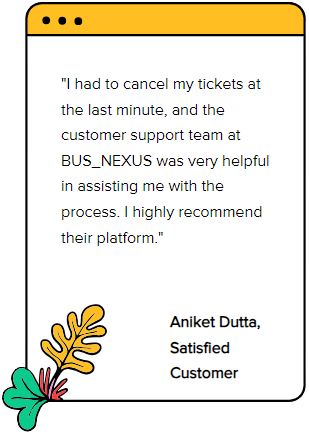 "I had to cancel my tickets at
the last minute, and the
customer support team at
BUS_NEXUS was very helpful
in assisting me with the
process. I highly recommend
their platform."
Aniket Dutta,
Satisfied
Customer